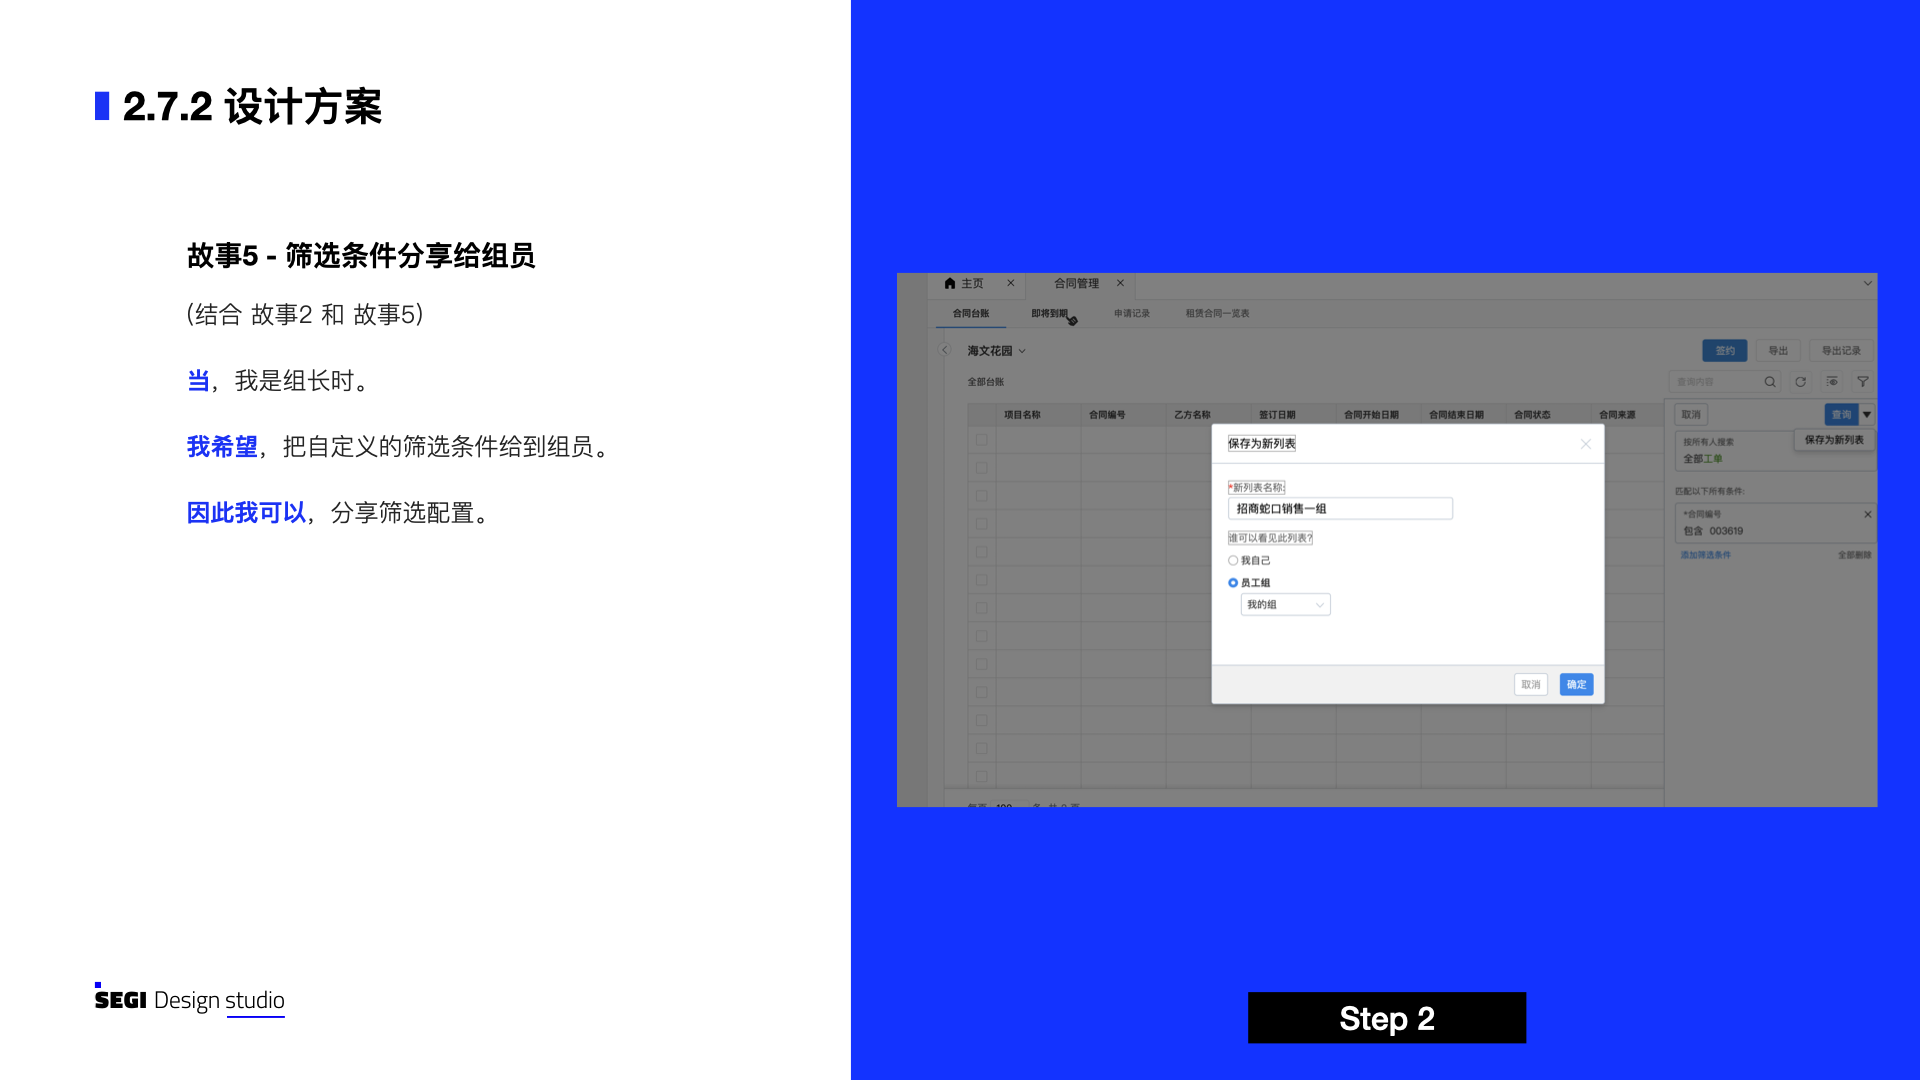 2.7.2 设计方案
故事5 - 筛选条件分享给组员
(结合 故事2 和 故事5)
当，我是组长时。
我希望，把自定义的筛选条件给到组员。
因此我可以，分享筛选配置。
SEGI Design studio
主页
合同管理
合同台账 即将到期 申请记录 租赁合同一览表
海文花园
签约 导出 导出记录
全部台账
查询内容
项目名称 合同编号 乙方名称 签订日期 合同开始日期 合同结束日期 合同状态 合同来源
取消 查询
保存为新列表
按所有人搜索
全部工单
匹配以下所有条件:
*合同编号
包含 003619
添加筛选条件 全部删除
保存为新列表
*新列表名称:
招商蛇口销售一组
谁可以看见此列表?
我自己
员工组
我的组
取消 确定
Step 2